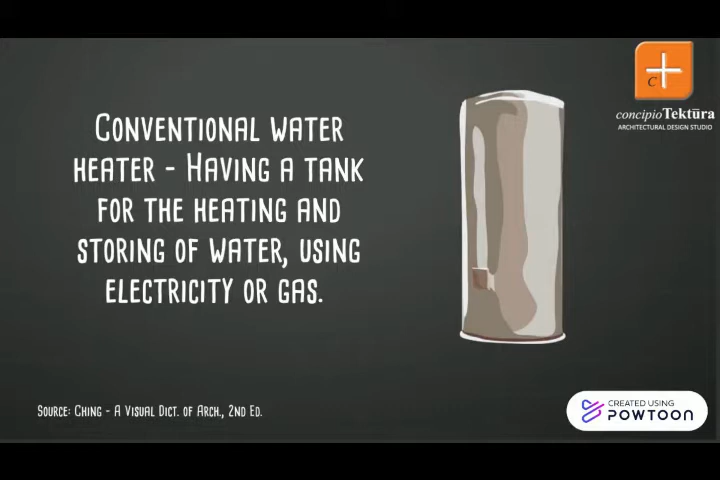 Conventional water
heater - Having a tank
for the heating and
storing of water, using
electricity or gas.
Source: Ching - A Visual Dict. of Arch., 2nd Ed.
C
concipioTektūra
ARCHITECTURAL DESIGN STUDIO
CREATED USING
POWTOON